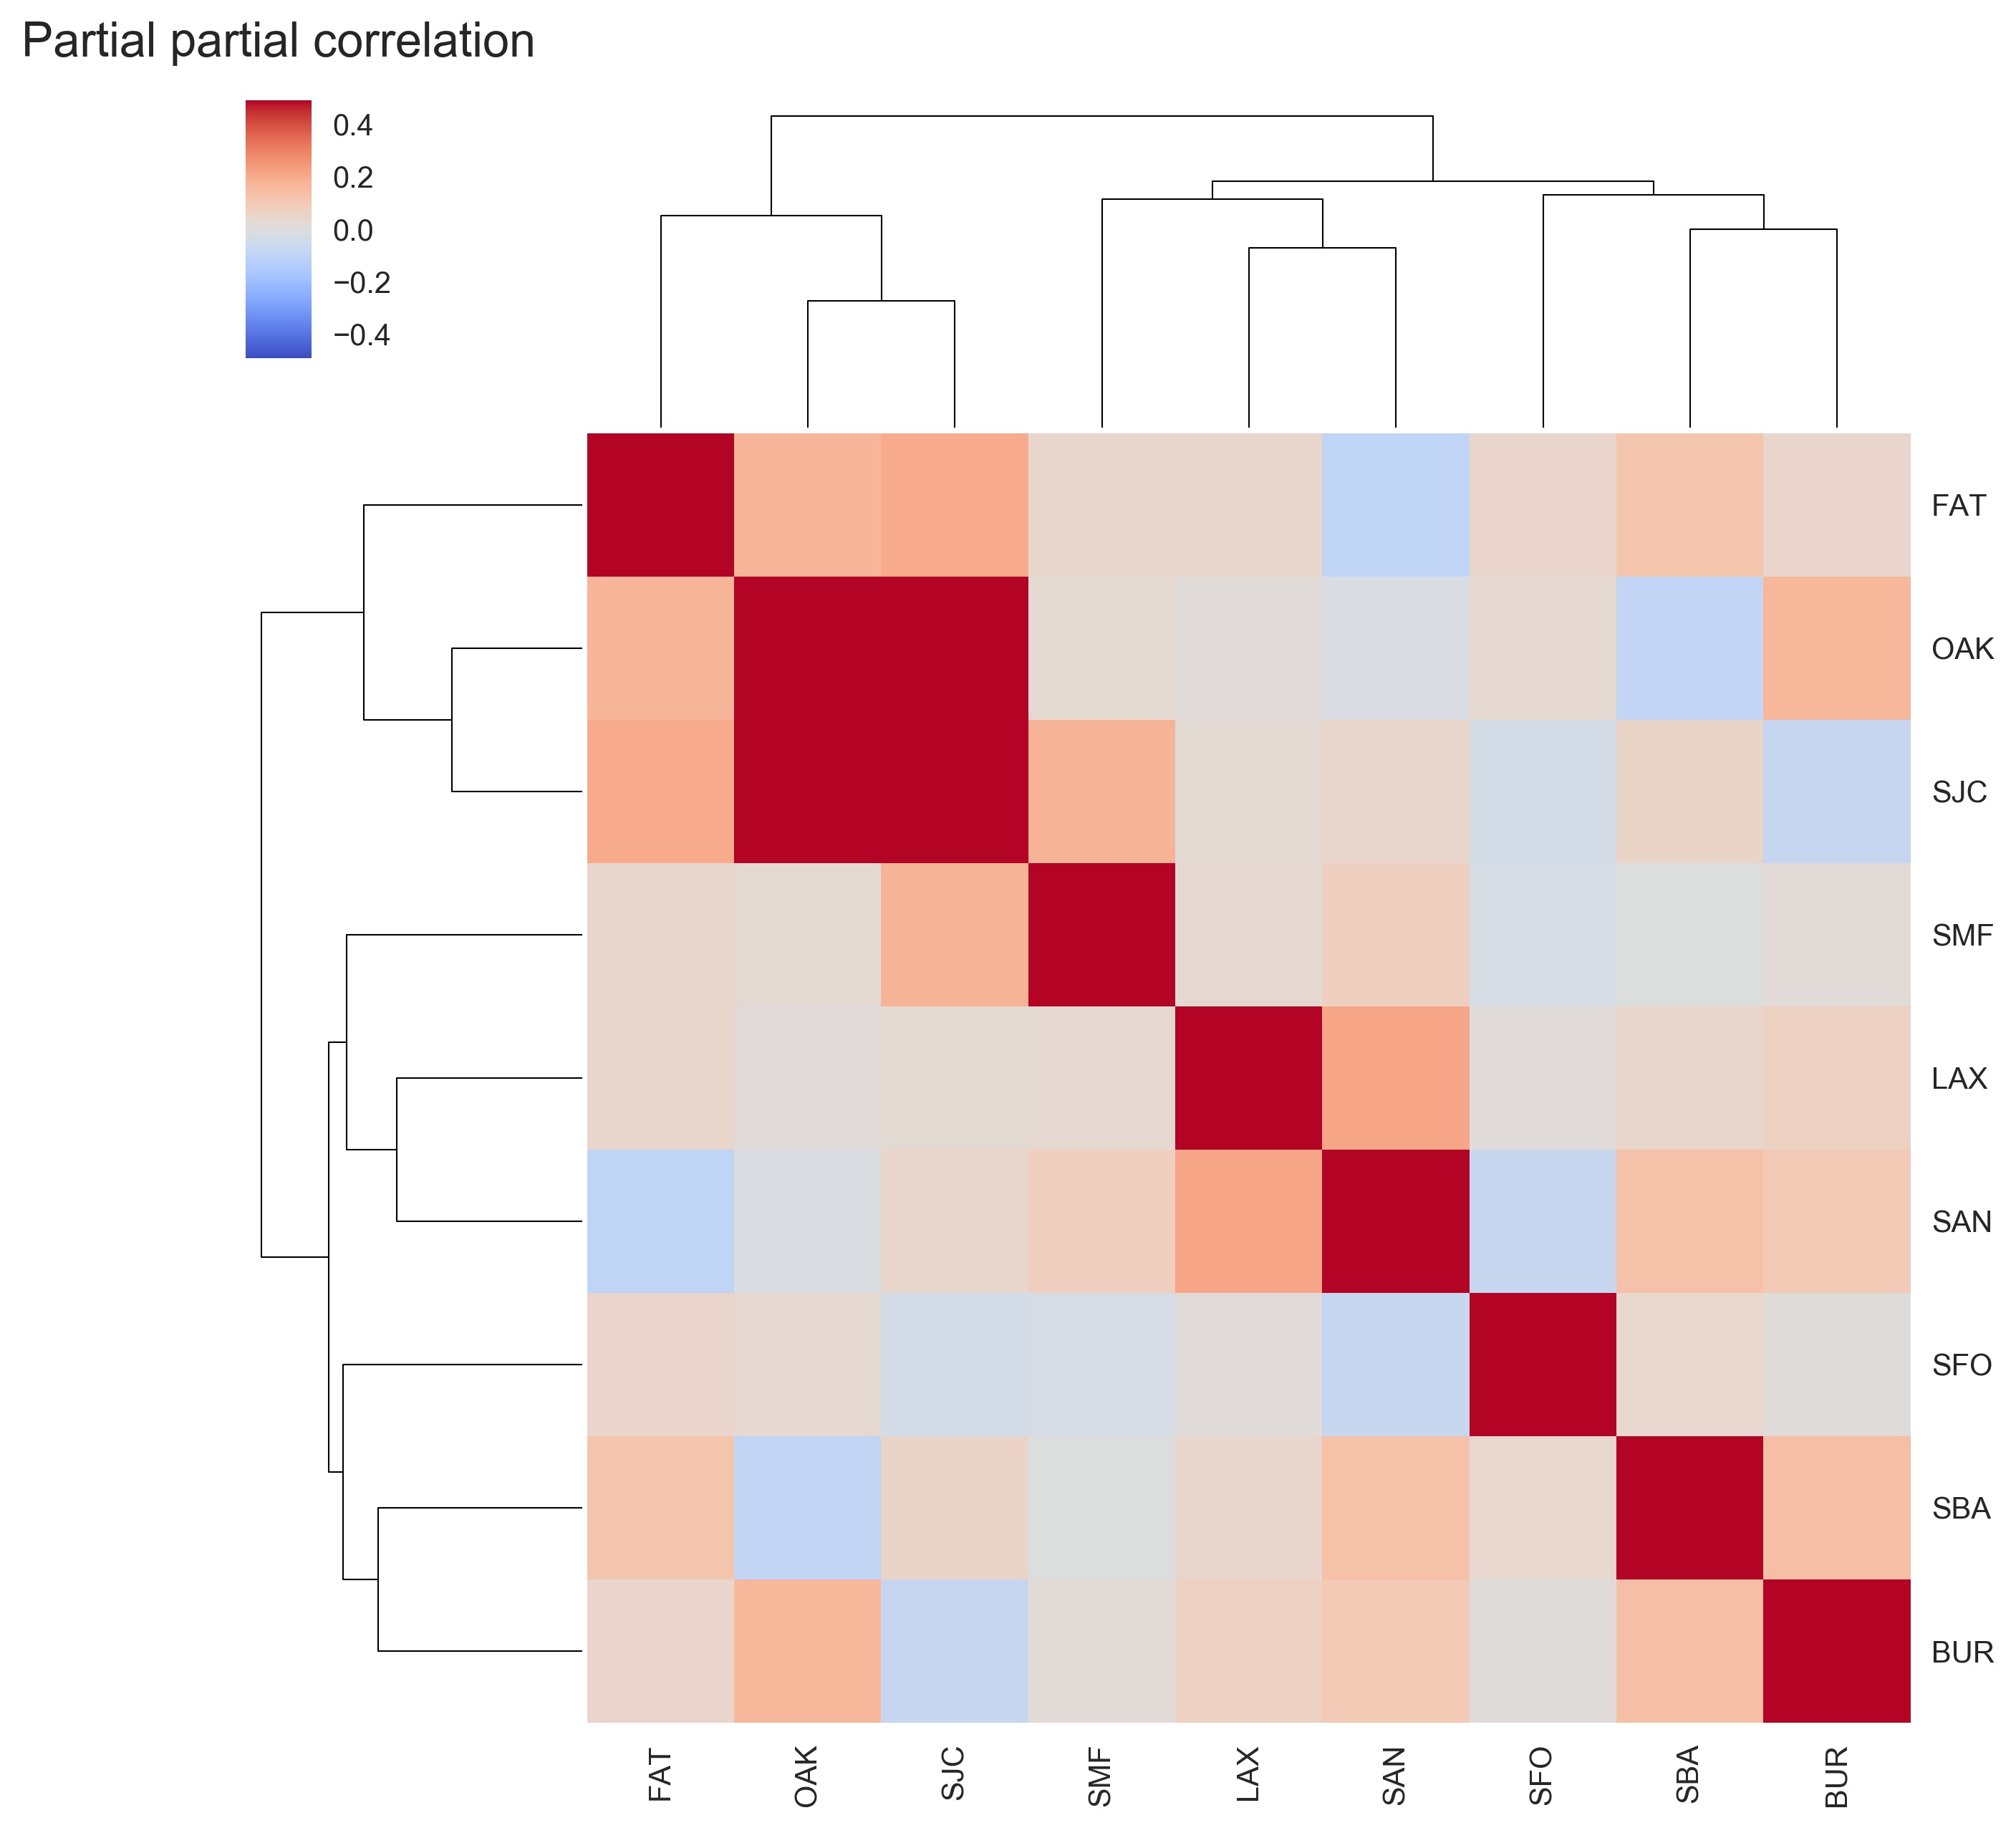 Partial partial correlation
0.4
0.2
0.0
−0.2
−0.4
FAT
OAK
SJC
SMF
LAX
SAN
SFO
SBA
BUR
FAT
OAK
SJC
SMF
LAX
SAN
SFO
SBA
BUR